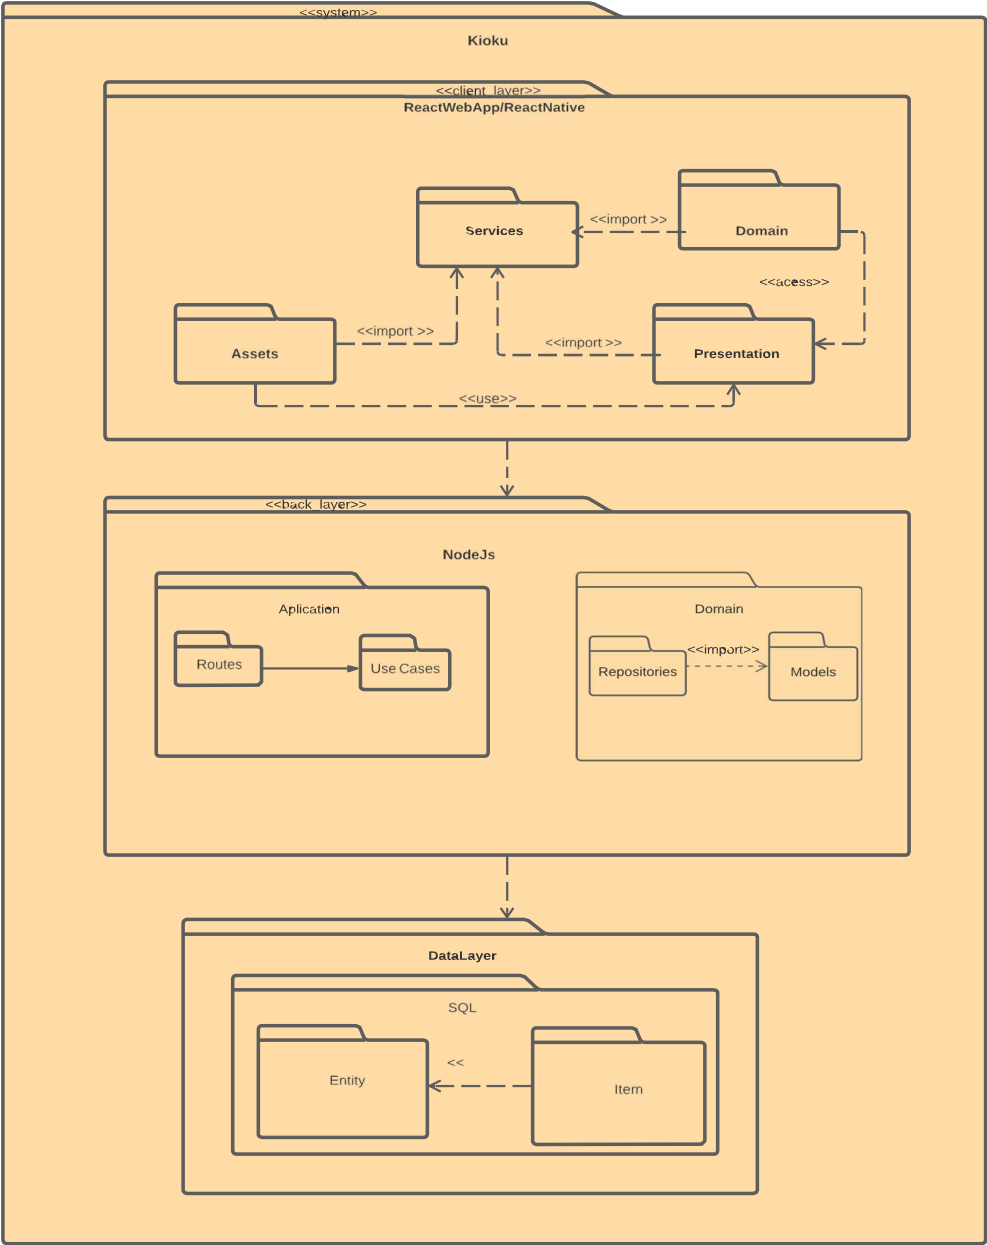 <<system>>
Kioku
<<client_layer>>
ReactWebApp/ReactNative
Services
<<import >>
Domain
<<acess>>
Assets
<<import >>
<<import >>
Presentation
<<use>>
<<back_layer>>
NodeJs
Aplication
Routes
Use Cases
Domain
Repositories
<<import>>
Models
DataLayer
SQL
Entity
<<
Item